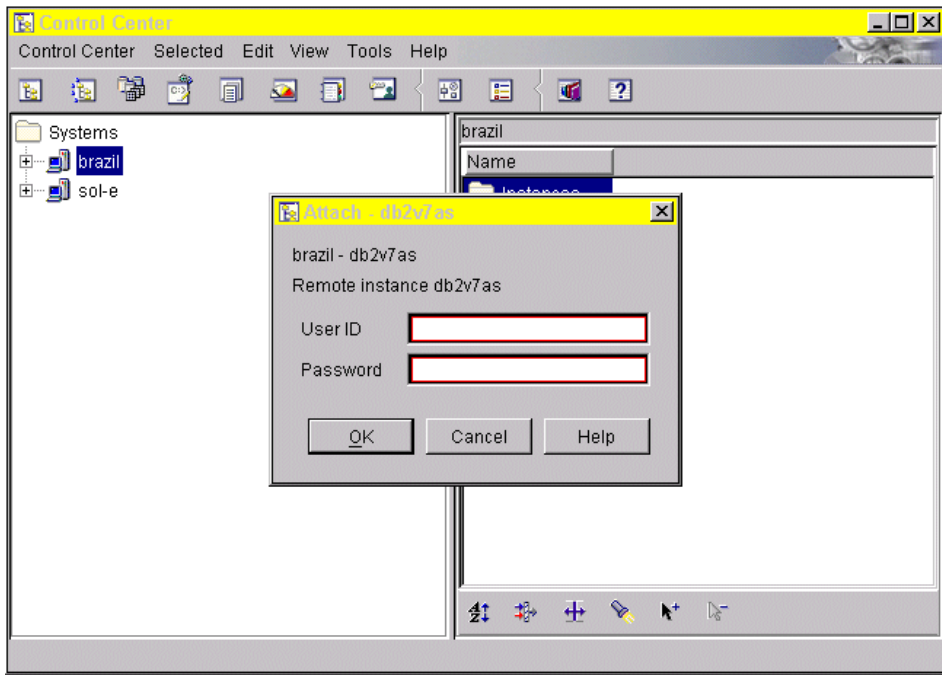 Control Center
Control Center Selected Edit View Tools Help
Systems
brazil
sol-e
brazil
Name
Instances
Attach - db2v7as
brazil - db2v7as
Remote instance db2v7as
User ID
Password
OK Cancel Help